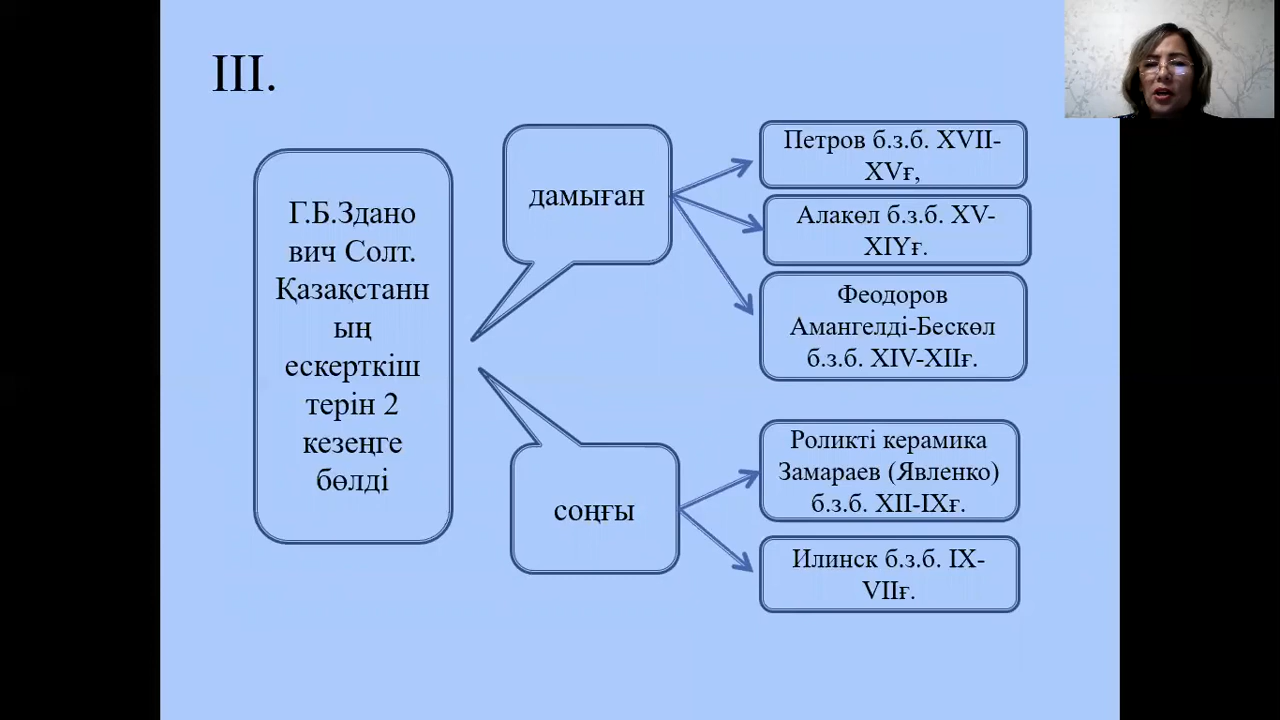 III.
Г.Б.Здано
вич Солт.
Қазақстанн
ың
ескерткіш
терін 2
кезеңге
бөлді
дамыған
Петров б.з.б. XVII-
XVғ,
Алакөл б.з.б. XV-
XIYғ.
Феодоров
Амангелді-Бескөл
б.з.б. XIV-XIIғ.
соңғы
Роликті керамика
Замараев (Явленко)
б.з.б. XII-IXғ.
Илинск б.з.б. IX-
VIIғ.